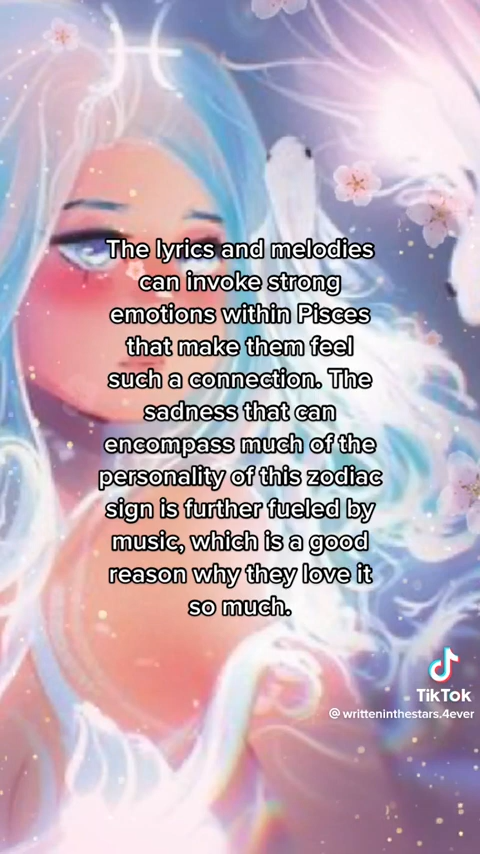 The lyrics and melodies
can invoke strong
emotions within Pisces
that make them feel
such a connection. The
sadness that can
encompass much of the
personality of this zodiac
sign is further fueled by
music, which is a good
reason why they love it
so much.
TikTok
@ writteninthestars.4ever